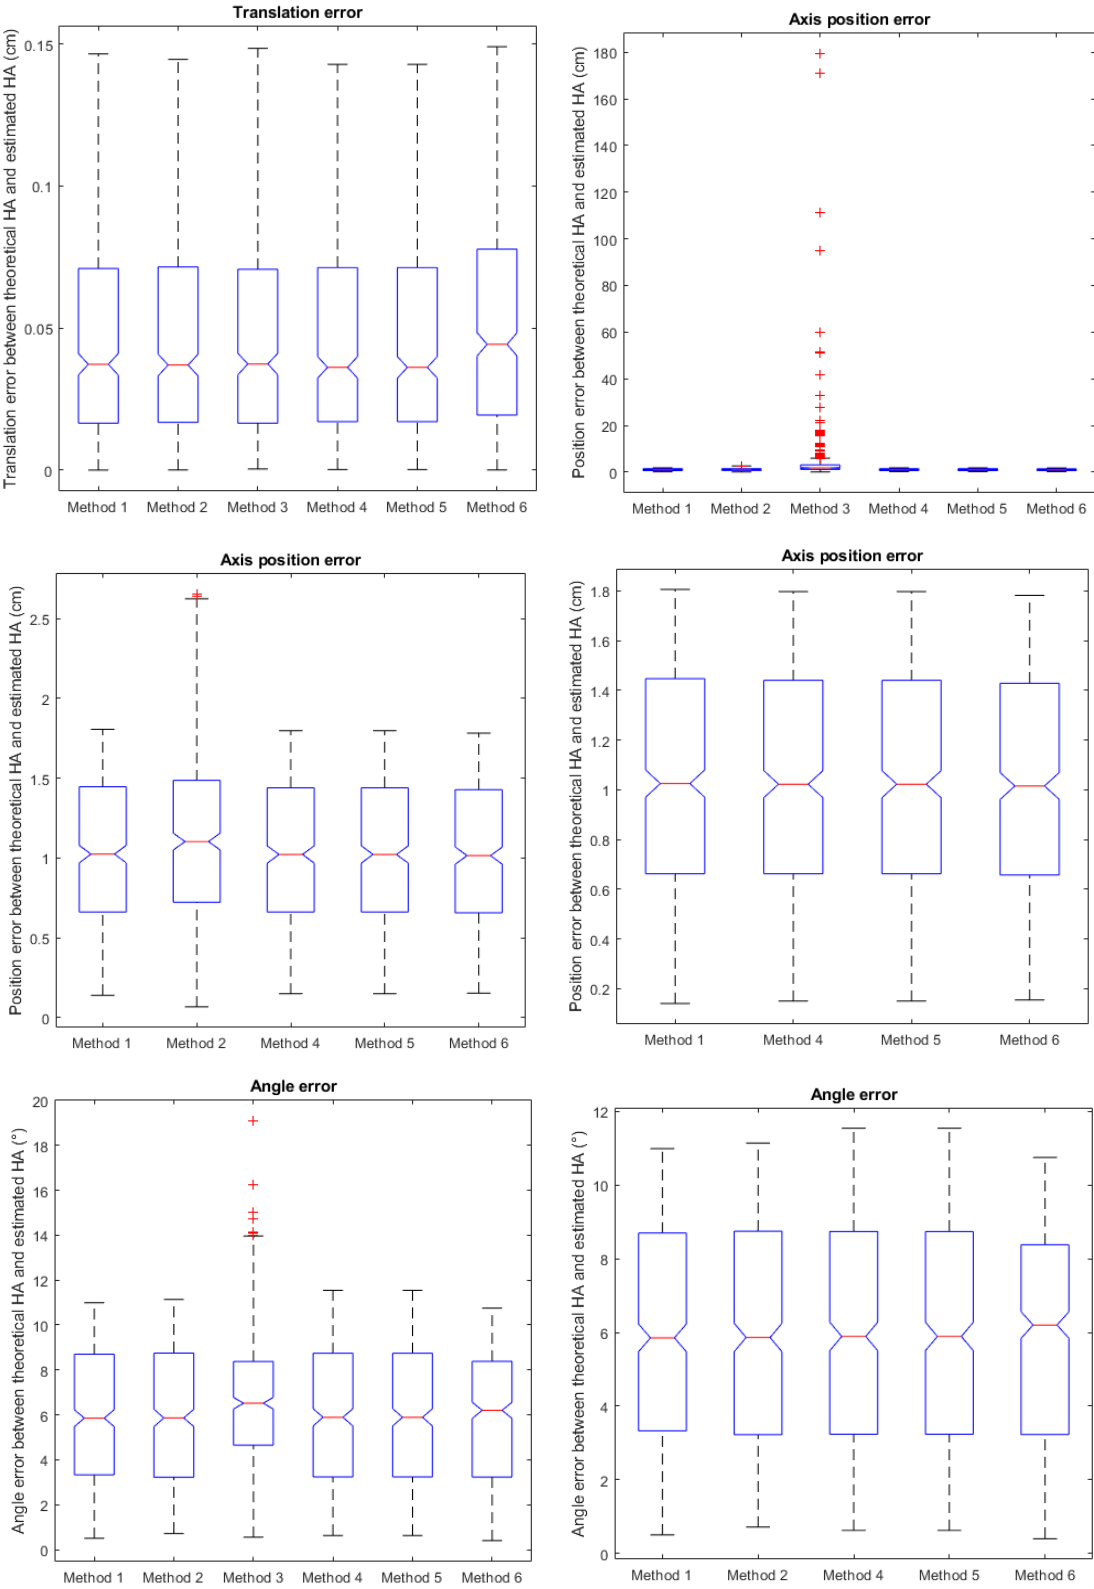 Translation error
Translation error between theoretical HA and estimated HA (cm)
0.15
0.1
0.05
0
Method 1 Method 2 Method 3 Method 4 Method 5 Method 6
Axis position error
Position error between theoretical HA and estimated HA (cm)
180
160
140
120
100
80
60
40
20
0
Method 1 Method 2 Method 3 Method 4 Method 5 Method 6
Axis position error
Position error between theoretical HA and estimated HA (cm)
2.5
2
1.5
1
0.5
0
Method 1 Method 2 Method 4 Method 5 Method 6
Axis position error
Position error between theoretical HA and estimated HA (cm)
1.8
1.6
1.4
1.2
1
0.8
0.6
0.4
0.2
Method 1 Method 4 Method 5 Method 6
Angle error
Angle error between theoretical HA and estimated HA (°)
20
18
16
14
12
10
8
6
4
2
0
Method 1 Method 2 Method 3 Method 4 Method 5 Method 6
Angle error
Angle error between theoretical HA and estimated HA (°)
12
10
8
6
4
2
0
Method 1 Method 2 Method 4 Method 5 Method 6